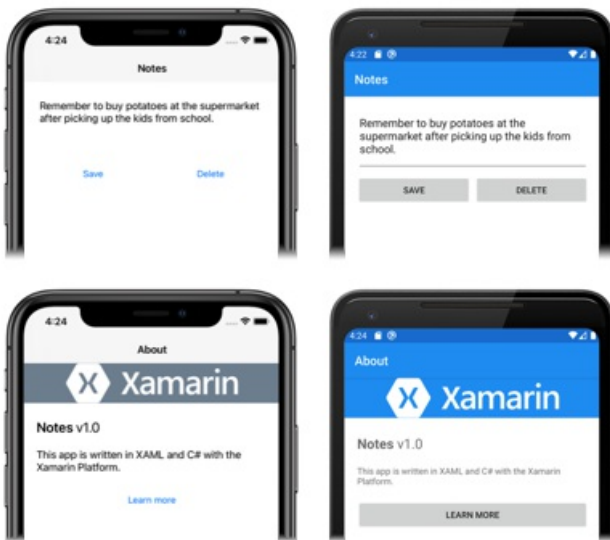 4:24
Notes
Remember to buy potatoes at the supermarket
after picking up the kids from school.
Save
Delete
4:22
Notes
Remember to buy potatoes at the
supermarket after picking up the kids from
school.
SAVE
DELETE
4:24
About
Xamarin
Notes v1.0
This app is written in XAML and C# with the
Xamarin Platform.
Learn more
4:24
About
Xamarin
Notes v1.0
This app is written in XAML and C# with the Xamarin
Platform.
LEARN MORE